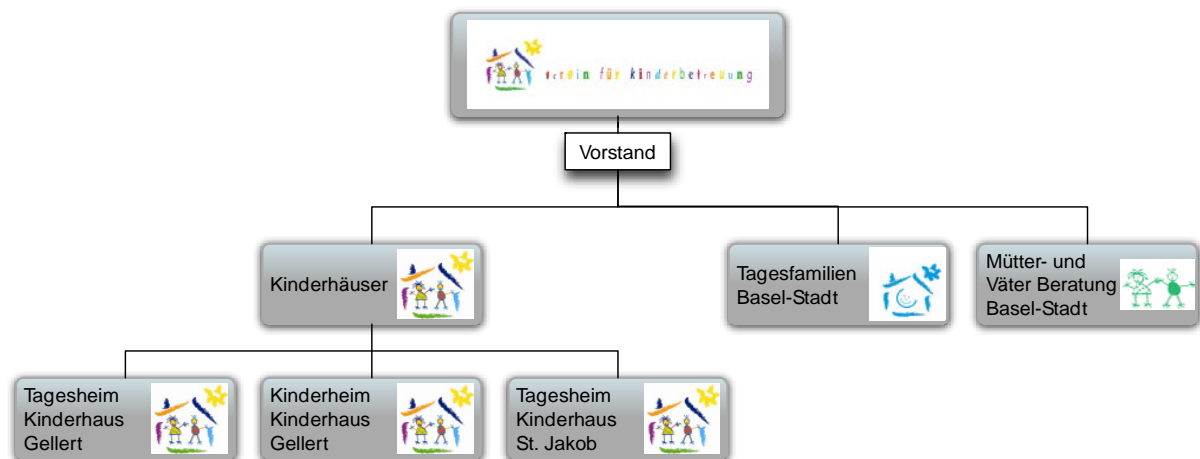 verein für kinderbetreuung
Vorstand
Kinderhäuser
Tagesfamilien
Basel-Stadt
Mütter- und
Väter Beratung
Basel-Stadt
Tagesheim
Kinderhaus
Gellert
Kinderheim
Kinderhaus
Gellert
Tagesheim
Kinderhaus
St. Jakob